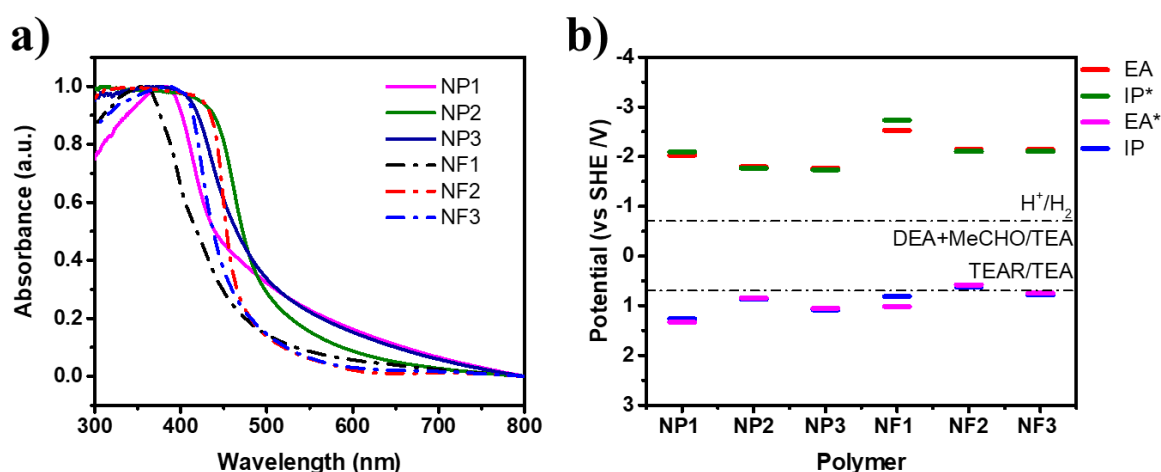 a)
Absorbance (a.u.)
1.0
0.8
0.6
0.4
0.2
0.0
300 400 500 600 700 800
Wavelength (nm)
NP1
NP2
NP3
NF1
NF2
NF3
b)
Potential (vs SHE /V)
-4
-3
-2
-1
0
1
2
3
H⁺/H₂
DEA+MeCHO/TEA
TEAR/TEA
NP1 NP2 NP3 NF1 NF2 NF3
Polymer
EA
IP*
EA*
IP